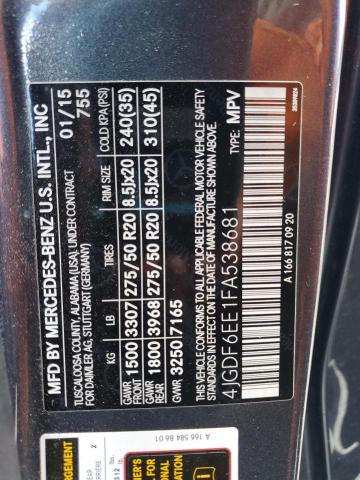 MFD BY MERCEDES-BENZ U.S. INTL., INC
TUSCALOOSA COUNTY, ALABAMA (USA) UNDER CONTRACT
FOR DAIMLER AG, STUTTGART (GERMANY)
01/15
755
KG LB RIM SIZE COLD KPA (PSI)
GAWR FRONT 1500 3307 275/50 R20 8.5Jx20 240(35)
GAWR REAR 1800 3968 275/50 R20 8.5Jx20 310(45)
GVWR 3250 7165
THIS VEHICLE CONFORMS TO ALL APPLICABLE FEDERAL MOTOR VEHICLE SAFETY
STANDARDS IN EFFECT ON THE DATE OF MANUFACTURE SHOWN ABOVE.
4JGDF6EE1FA538681 MPV
A 166 817 09 20
A 166 584 86 01
2
312 lb.